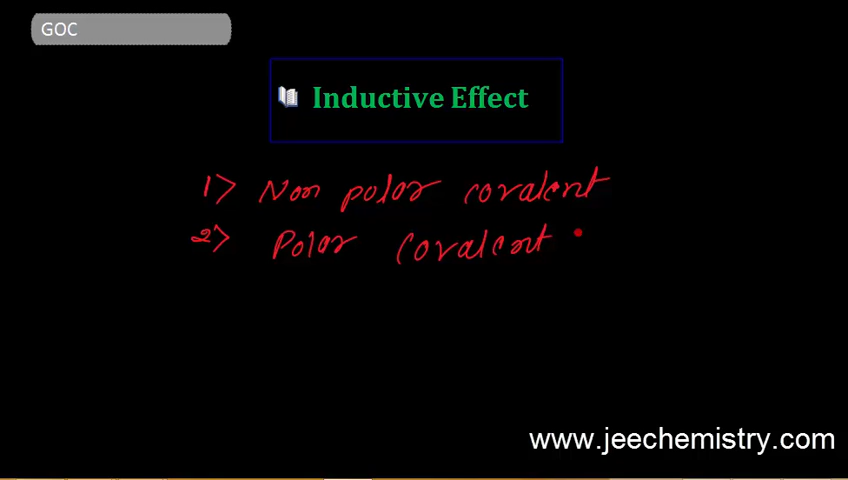 GOC
Inductive Effect
1> Non polar covalent
2> Polar covalent
www.jeechemistry.com